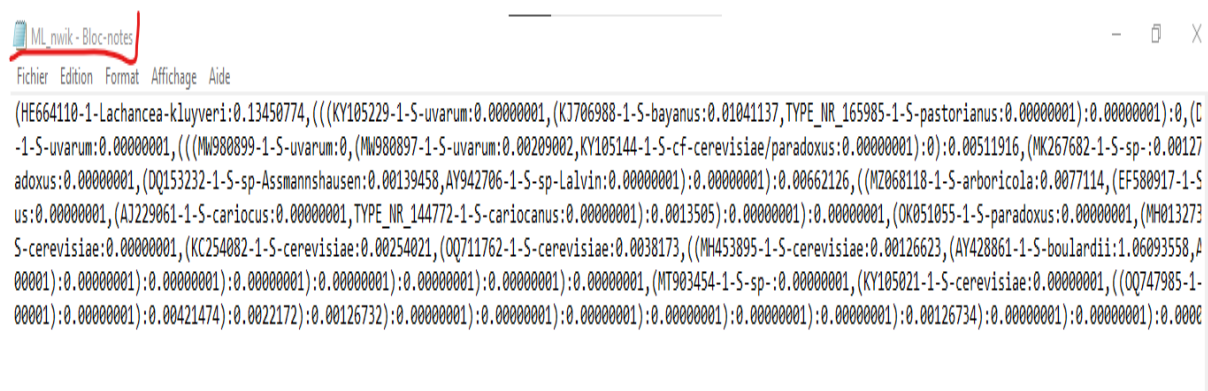 ML_nwik - Bloc-notes
Fichier Edition Format Affichage Aide
(HE664110-1-Lachancea-kluyveri:0.13450774,(((KY105229-1-S-uvarum:0.00000001,(KJ706988-1-S-bayanus:0.01041137,TYPE_NR_165985-1-S-pastorianus:0.00000001):0.00000001):0,(D
-1-S-uvarum:0.00000001,(((MW980899-1-S-uvarum:0,(MW980897-1-S-uvarum:0.00209002,KY105144-1-S-cf-cerevisiae/paradoxus:0.00000001):0):0.00511916,(MK267682-1-S-sp-:0.00127
adoxus:0.00000001,(DQ153232-1-S-sp-Assmannshausen:0.00139458,AY942706-1-S-sp-Lalvin:0.00000001):0.00000001):0.00662126,((MZ068118-1-S-arboricola:0.0077114,(EF580917-1-S
us:0.00000001,(AJ229061-1-S-cariocus:0.00000001,TYPE_NR_144772-1-S-cariocanus:0.00000001):0.0013505):0.00000001):0.00000001,(OK051055-1-S-paradoxus:0.00000001,(MH013273
S-cerevisiae:0.00000001,(KC254082-1-S-cerevisiae:0.00254021,(OQ711762-1-S-cerevisiae:0.0038173,((MH453895-1-S-cerevisiae:0.00126623,(AY428861-1-S-boulardii:1.06093558,A
00001):0.00000001):0.00000001):0.00000001):0.00000001):0.00000001):0.00000001):0.00000001,(MT903454-1-S-sp-:0.00000001,(KY105021-1-S-cerevisiae:0.00000001,((OQ747985-1-
00001):0.00000001):0.00421474):0.0022172):0.00126732):0.00000001):0.00000001):0.00000001):0.00000001):0.00000001):0.00000001):0.00126734):0.00000001):0.00000001):0.0000